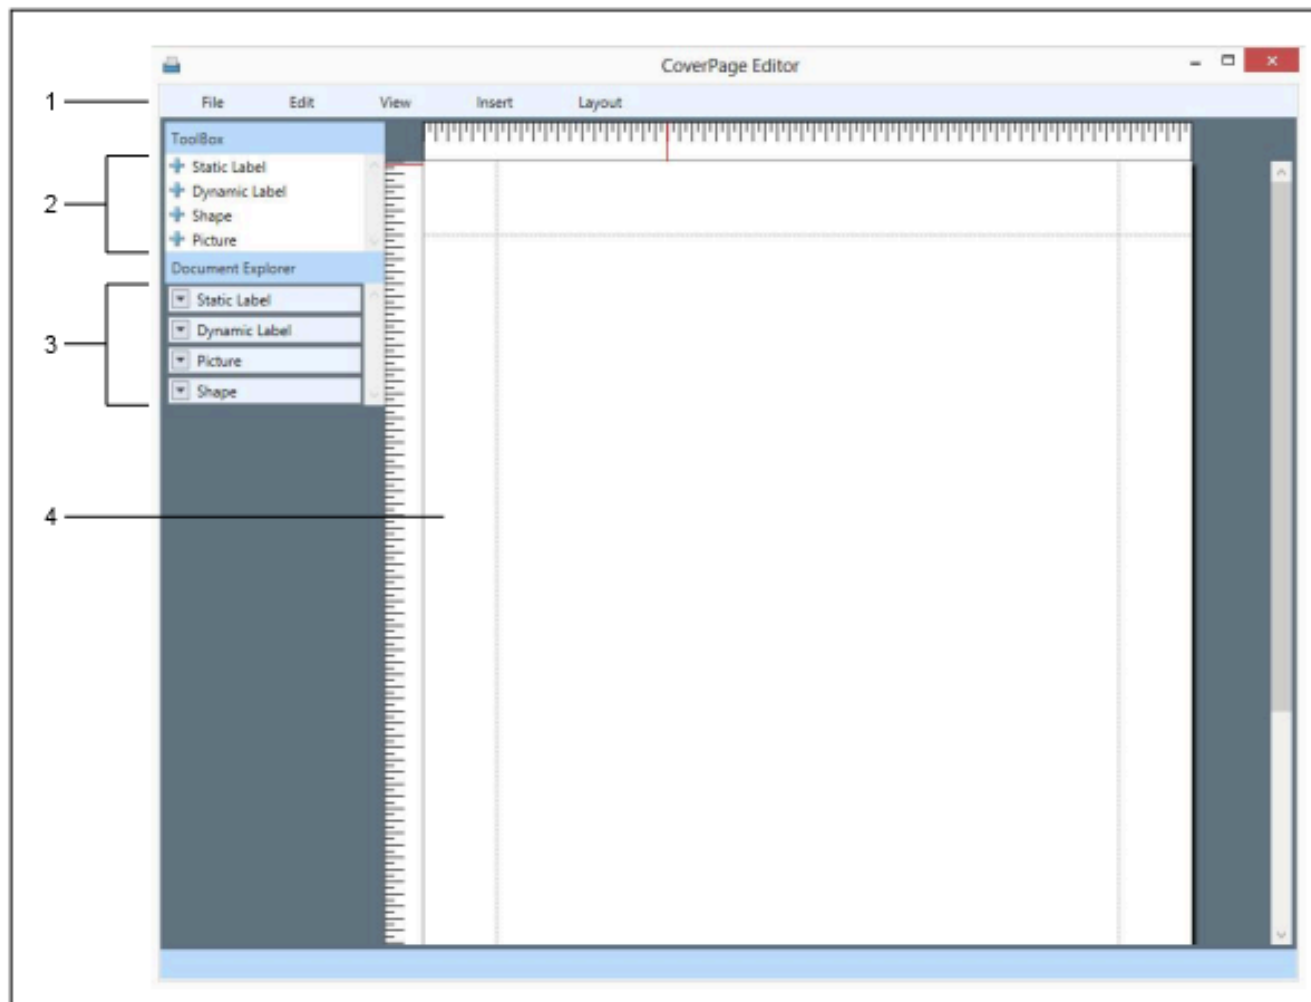 CoverPage Editor
1 File Edit View Insert Layout
ToolBox
Static Label
2 Dynamic Label
Shape
Picture
Document Explorer
Static Label
3 Dynamic Label
Picture
Shape
4